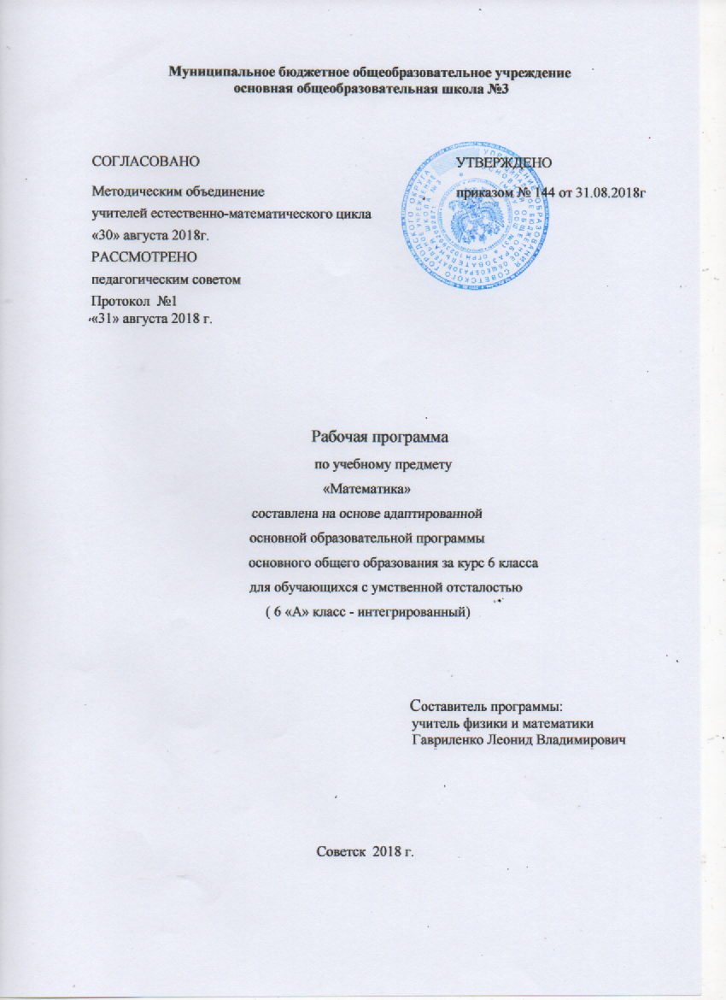 Муниципальное бюджетное общеобразовательное учреждение
основная общеобразовательная школа №3
СОГЛАСОВАНО
УТВЕРЖДЕНО
Методическим объединение
приказом № 144 от 31.08.2018г
учителей естественно-математического цикла
«30» августа 2018г.
РАССМОТРЕНО
педагогическим советом
Протокол №1
«31» августа 2018 г.
Рабочая программа
по учебному предмету
«Математика»
составлена на основе адаптированной
основной образовательной программы
основного общего образования за курс 6 класса
для обучающихся с умственной отсталостью
( 6 «А» класс - интегрированный)
Составитель программы:
учитель физики и математики
Гавриленко Леонид Владимирович
Советск 2018 г.